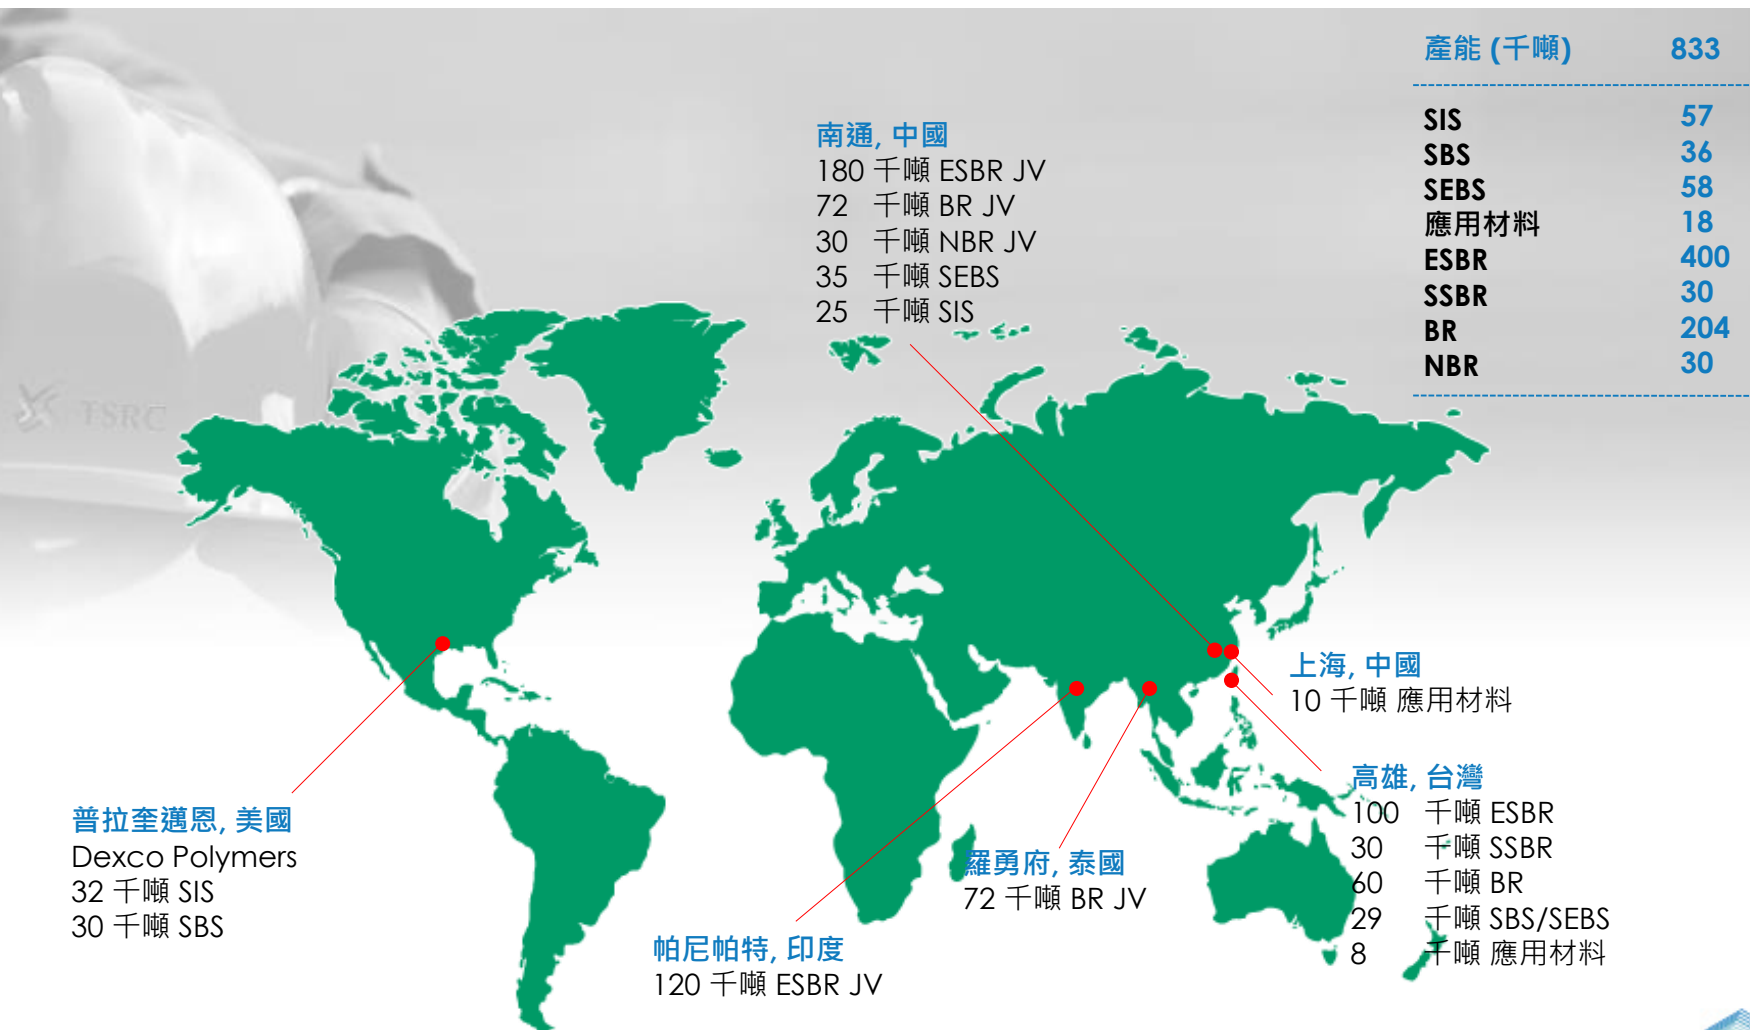 產能 (千噸) 833
SIS 57
SBS 36
SEBS 58
應用材料 18
ESBR 400
SSBR 30
BR 204
NBR 30
南通, 中國
180 千噸 ESBR JV
72 千噸 BR JV
30 千噸 NBR JV
35 千噸 SEBS
25 千噸 SIS
TSRC
上海, 中國
10 千噸 應用材料
高雄, 台灣
100 千噸 ESBR
30 千噸 SSBR
60 千噸 BR
29 千噸 SBS/SEBS
8 千噸 應用材料
普拉奎邁恩, 美國
Dexco Polymers
32 千噸 SIS
30 千噸 SBS
羅勇府, 泰國
72 千噸 BR JV
帕尼帕特, 印度
120 千噸 ESBR JV